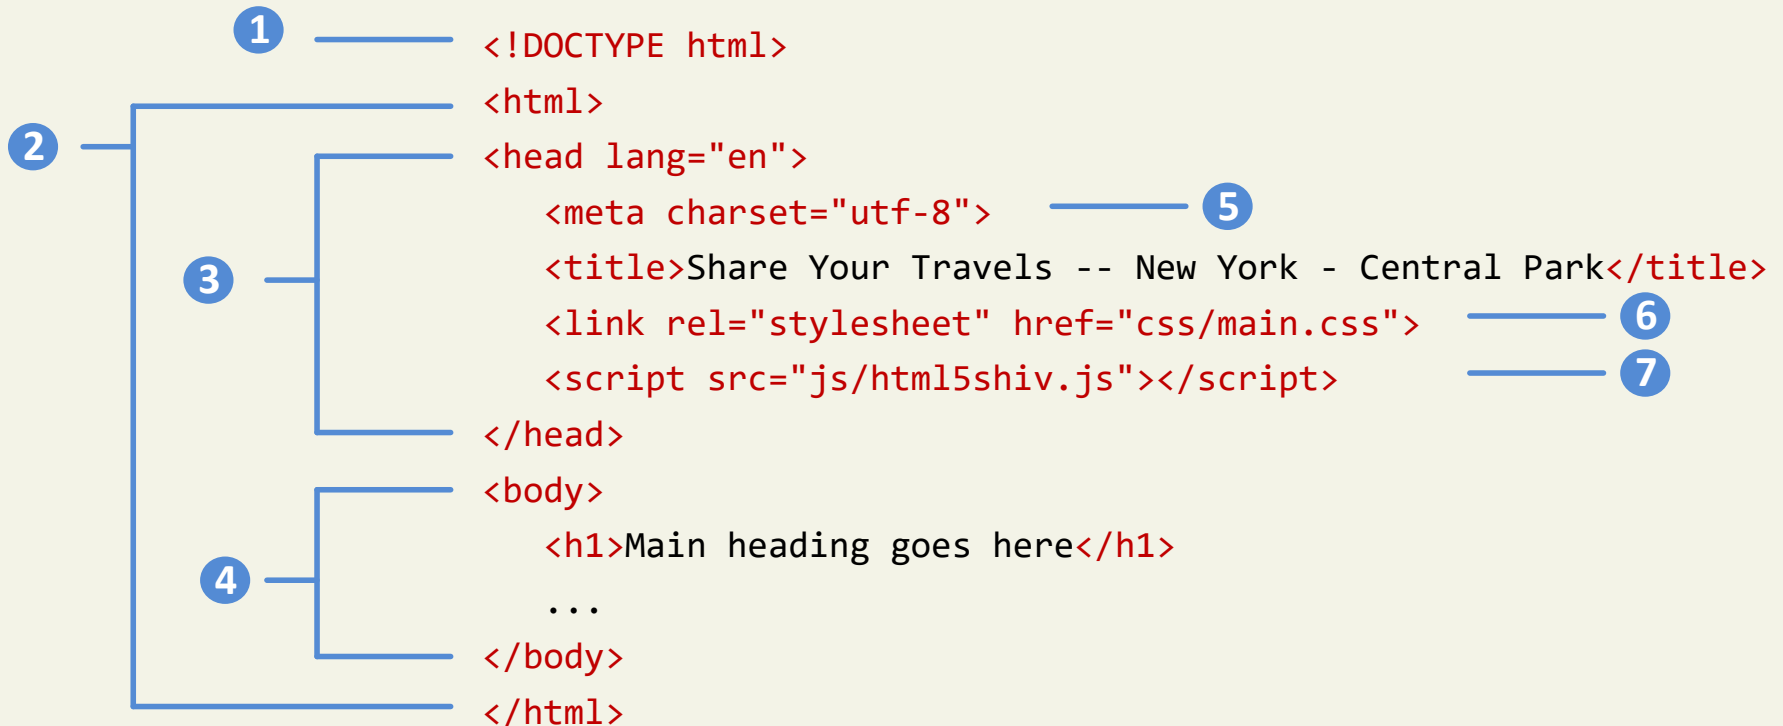 1 <!DOCTYPE html>
<html>
2
<head lang="en">
<meta charset="utf-8"> 5
<title>Share Your Travels -- New York - Central Park</title>
3
<link rel="stylesheet" href="css/main.css"> 6
<script src="js/html5shiv.js"></script> 7
</head>
<body>
<h1>Main heading goes here</h1>
4
...
</body>
</html>